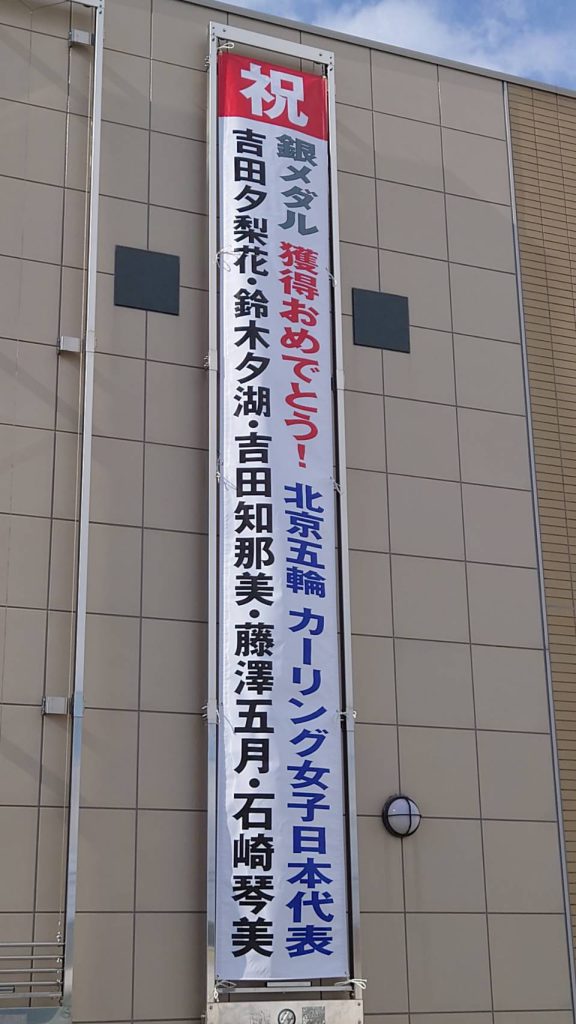 祝
銀メダル 獲得おめでとう! 北京五輪 カーリング女子日本代表
吉田夕梨花・鈴木夕湖・吉田知那美・藤澤五月・石崎琴美